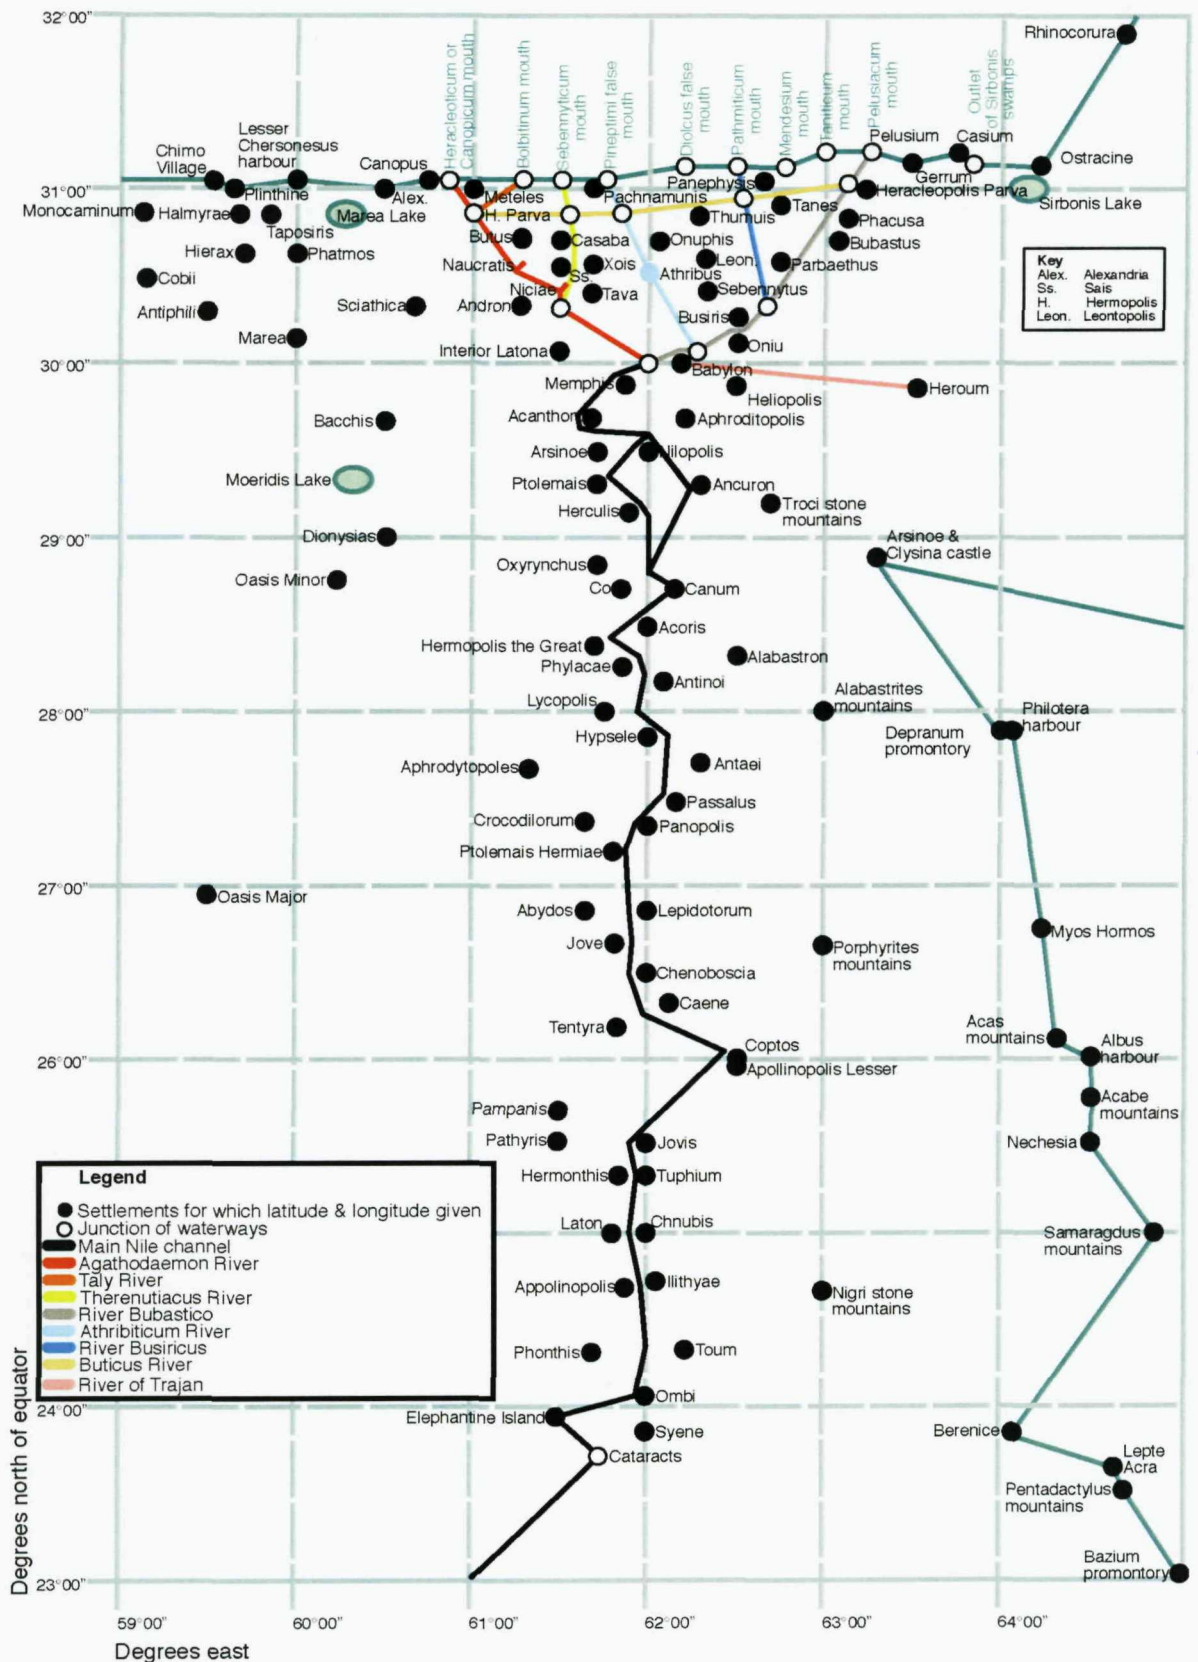 32°00"
Rhinocorura
Heracleoticum or
Canopicum mouth
Bolbitinum mouth
Sebennyticum
mouth
Pineptimi false
mouth
Diolcus false
mouth
Pathmiticum
mouth
Mendesium
mouth
mouth
Pelusiacum
mouth
Outlet
of Sirbonis
swamps
Lesser
Chersonesus
harbour
Chimo
Village
Canopus
Pelusium
Casium
Ostracine
31°00"
Plinthine
Alex.
Meteles
Pachnamunis
Panephysis
Gerrum
Heracleopolis Parva
Sirbonis Lake
Monocaminum
Halmyrae
Taposiris
Marea Lake
H. Parva
Thumuis
Tanes
Phacusa
Hierax
Phatmos
Butus
Casaba
Onuphis
Bubastus
Cobii
Naucratis
Ss.
Xois
Athribus
Leon.
Parbaethus
Antiphili
Sciathica
Andron
Niciae
Tava
Sebennytus
Busiris
Marea
Interior Latona
Oniu
Key
Alex. Alexandria
Ss. Sais
H. Hermopolis
Leon. Leontopolis
30°00"
Babylon
Memphis
Heliopolis
Heroum
Bacchis
Acanthon
Aphroditopolis
Arsinoe
Nilopolis
Moeridis Lake
Ptolemais
Ancuron
Herculis
Troci stone
mountains
29°00"
Dionysias
Arsinoe &
Clysina castle
Oxyrynchus
Oasis Minor
Co
Canum
Acoris
Hermopolis the Great
Alabastron
Phylacae
Antinoi
28°00"
Lycopolis
Alabastrites
mountains
Philotera
harbour
Depranum
promontory
Hypsele
Aphrodytopoles
Antaei
Passalus
Crocodilorum
Panopolis
Ptolemais Hermiae
27°00"
Oasis Major
Abydos
Lepidotorum
Jove
Porphyrites
mountains
Myos Hormos
Chenoboscia
Caene
Tentyra
Acas
mountains
Albus
harbour
26°00"
Coptos
Apollinopolis Lesser
Acabe
mountains
Pampanis
Pathyris
Jovis
Nechesia
Hermonthis
Tuphium
Laton
Chnubis
Samaragdus
mountains
Appolinopolis
Ilithyae
Nigri stone
mountains
Phonthis
Toum
Ombi
24°00"
Elephantine Island
Syene
Berenice
Cataracts
Lepte
Acra
Pentadactylus
mountains
Bazium
promontory
23°00"
Legend
Settlements for which latitude & longitude given
Junction of waterways
Main Nile channel
Agathodaemon River
Taly River
Therenutiacus River
River Bubastico
Athribiticum River
River Busiricus
Buticus River
River of Trajan
Degrees north of equator
59°00"
60°00"
61°00"
62°00"
63°00"
64°00"
Degrees east